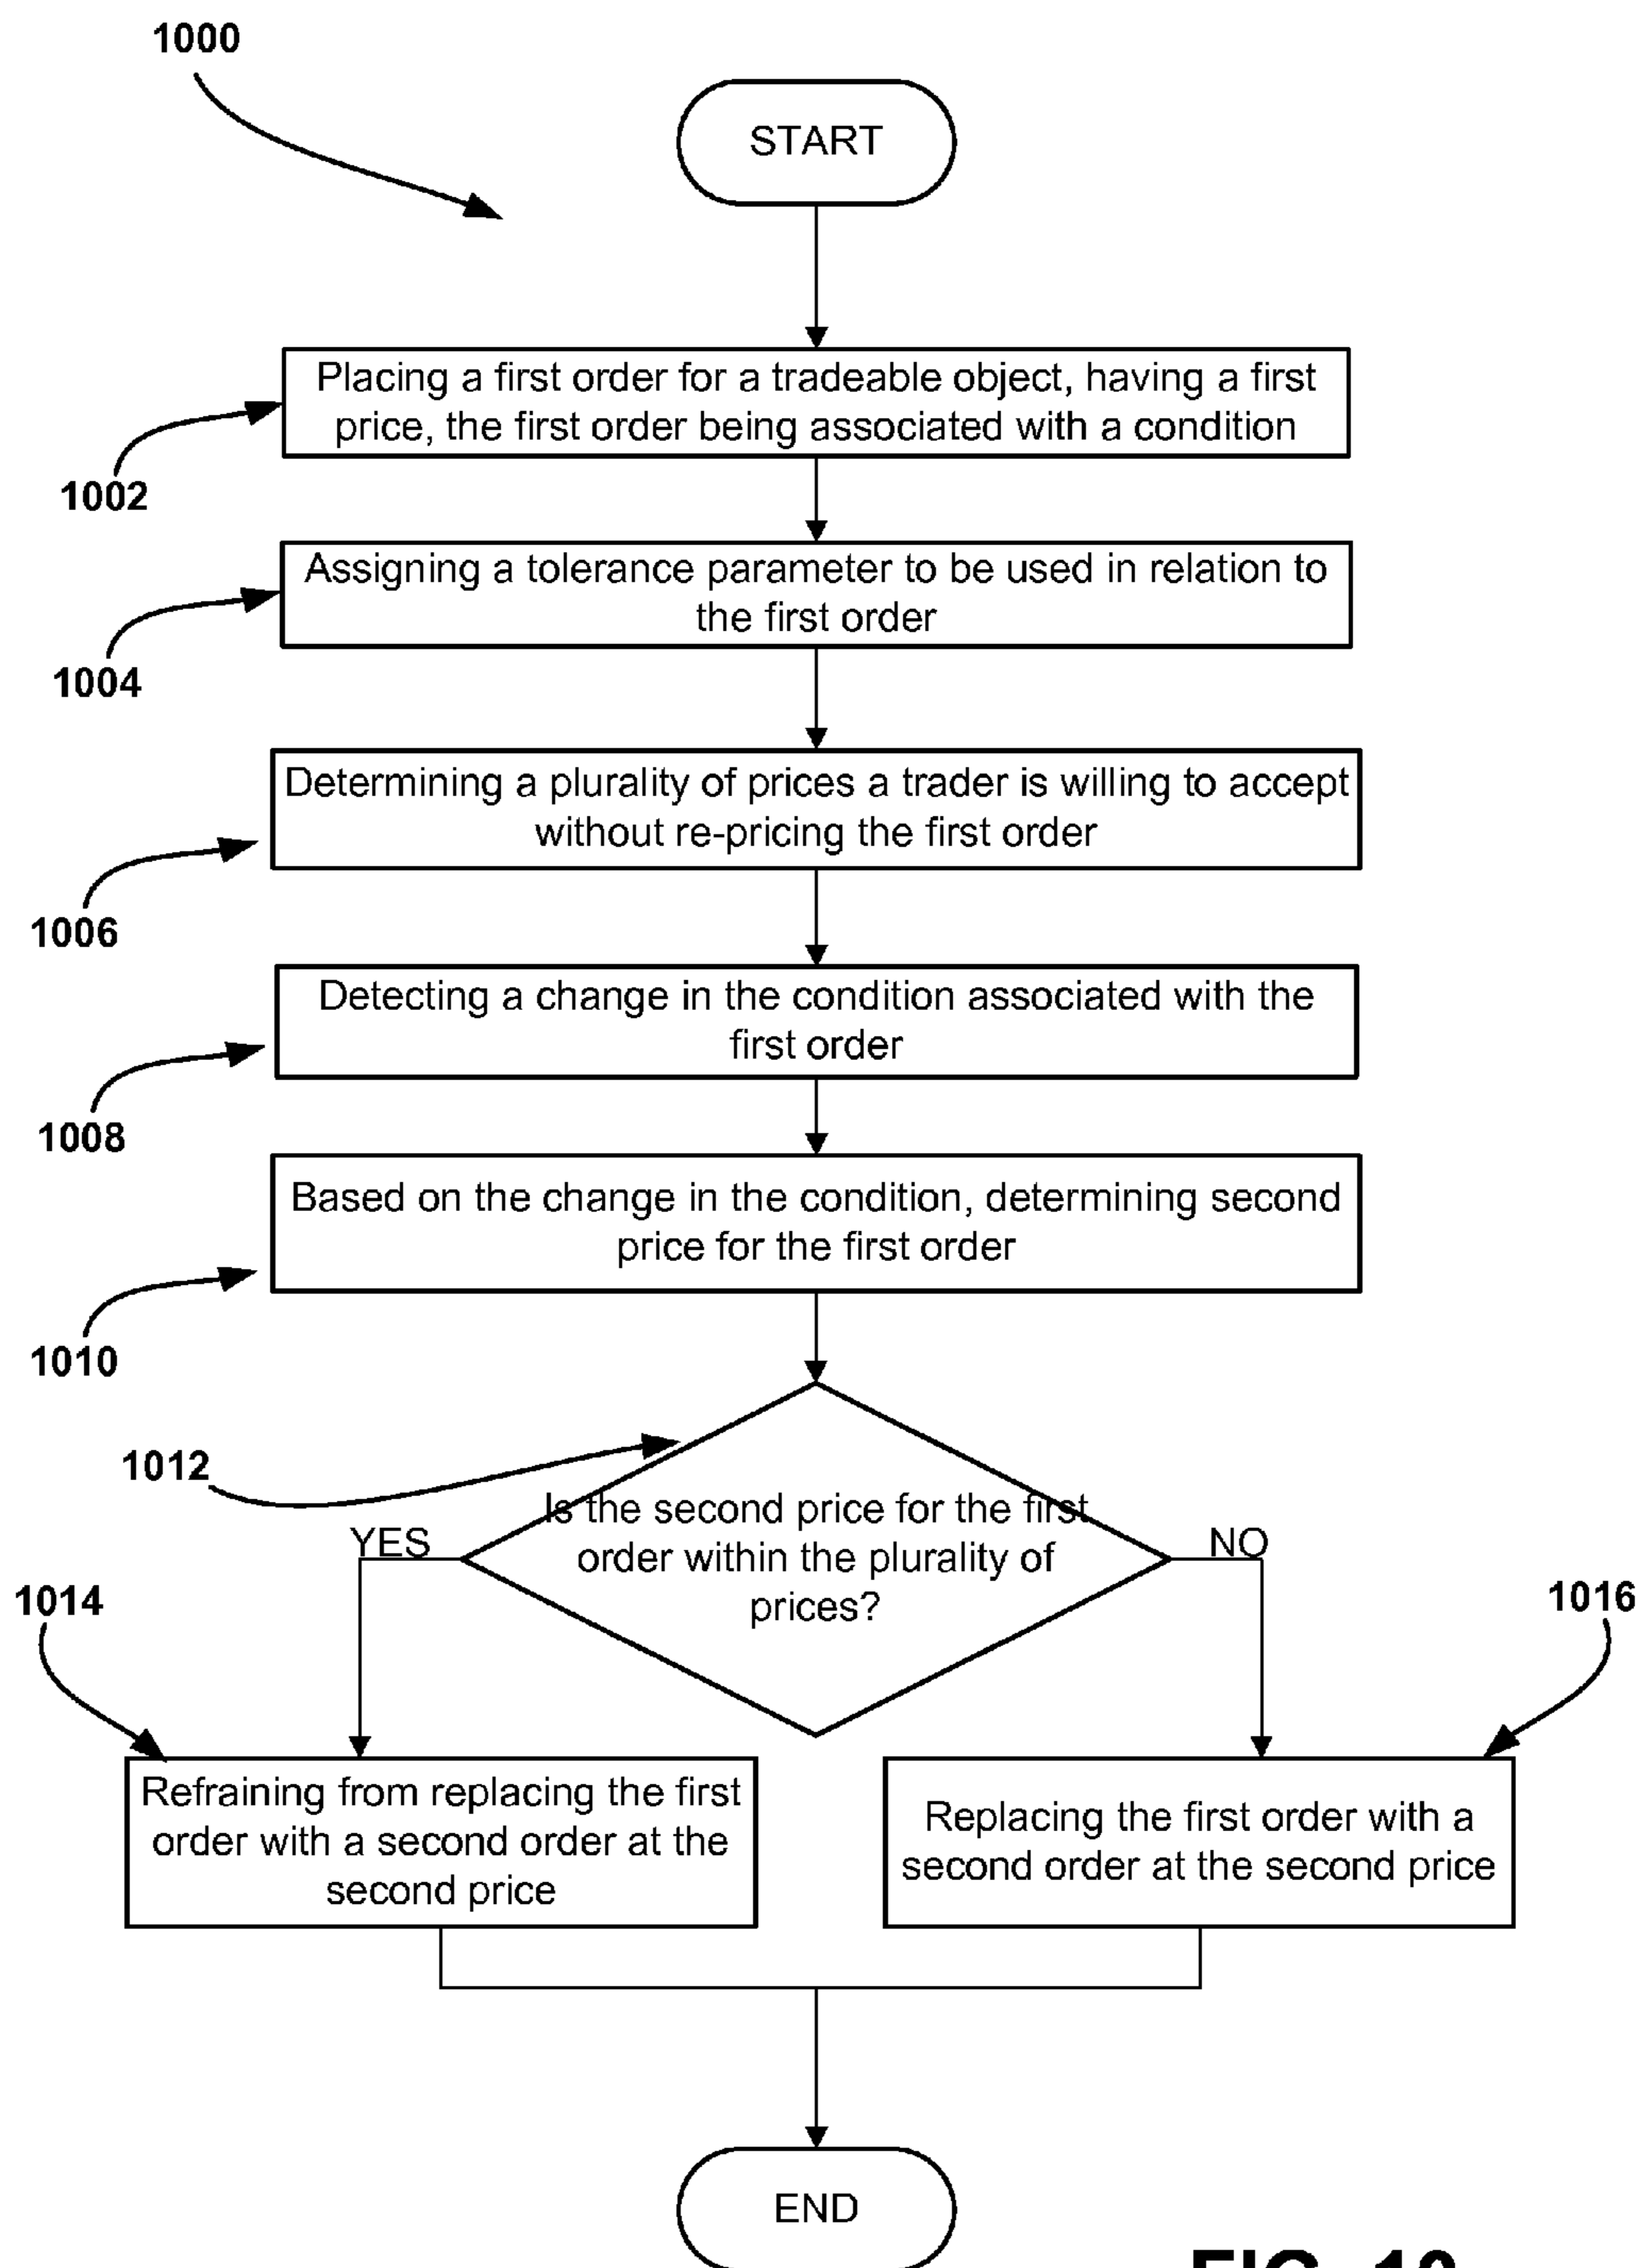 1000
START
Placing a first order for a tradeable object, having a first
price, the first order being associated with a condition
1002
Assigning a tolerance parameter to be used in relation to
the first order
1004
Determining a plurality of prices a trader is willing to accept
without re-pricing the first order
1006
Detecting a change in the condition associated with the
first order
1008
Based on the change in the condition, determining second
price for the first order
1010
1012
Is the second price for the first
order within the plurality of
prices?
YES
NO
1014
1016
Refraining from replacing the first
order with a second order at the
second price
Replacing the first order with a
second order at the second price
END
FIG. 10